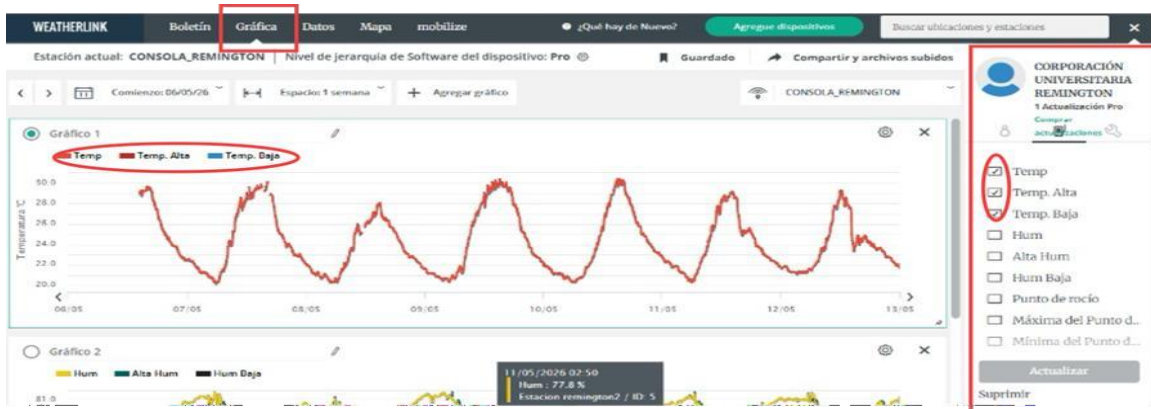 WEATHERLINK Boletín Gráfica Datos Mapa mobilize ¿Qué hay de Nuevo? Agregue dispositivos Buscar ubicaciones y estaciones
Estación actual: CONSOLA_REMINGTON | Nivel de jerarquía de Software del dispositivo: Pro Guardado Compartir y archivos subidos
Comienzo: 06/05/26 Espacio: 1 semana Agregar gráfico CONSOLA_REMINGTON
Gráfico 1
Temp Temp. Alta Temp. Baja
Temperatura °C
30.0
28.0
26.0
24.0
22.0
20.0
06/05 07/05 08/05 09/05 10/05 11/05 12/05 13/05
Gráfico 2
Hum Alta Hum Hum Baja
81.0
11/05/2026 02:50
Hum : 77.8 %
Estacion remington2 / ID: 5
CORPORACIÓN
UNIVERSITARIA
REMINGTON
1 Actualización Pro
Comprar
actualizaciones
Temp
Temp. Alta
Temp. Baja
Hum
Alta Hum
Hum Baja
Punto de rocío
Máxima del Punto d...
Mínima del Punto d...
Actualizar
Suprimir